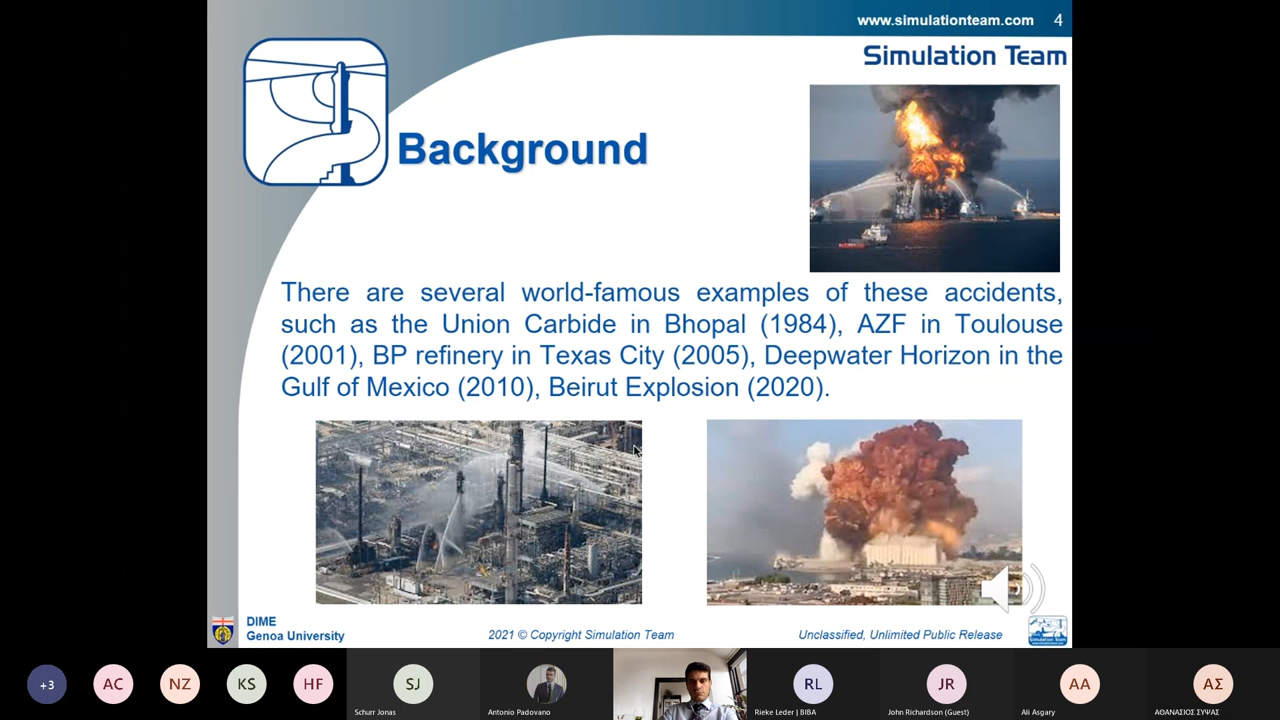 www.simulationteam.com 4
Simulation Team
Background
There are several world-famous examples of these accidents,
such as the Union Carbide in Bhopal (1984), AZF in Toulouse
(2001), BP refinery in Texas City (2005), Deepwater Horizon in the
Gulf of Mexico (2010), Beirut Explosion (2020).
DIME
Genoa University
2021 © Copyright Simulation Team
Unclassified, Unlimited Public Release
Simulation Team
+3
AC
NZ
KS
HF
SJ
RL
JR
AA
ΑΣ
Schurr Jonas
Antonio Padovano
Rieke Leder | BIBA
John Richardson (Guest)
Ali Asgary
ΑΘΑΝΑΣΙΟΣ ΣΥΨΑΣ